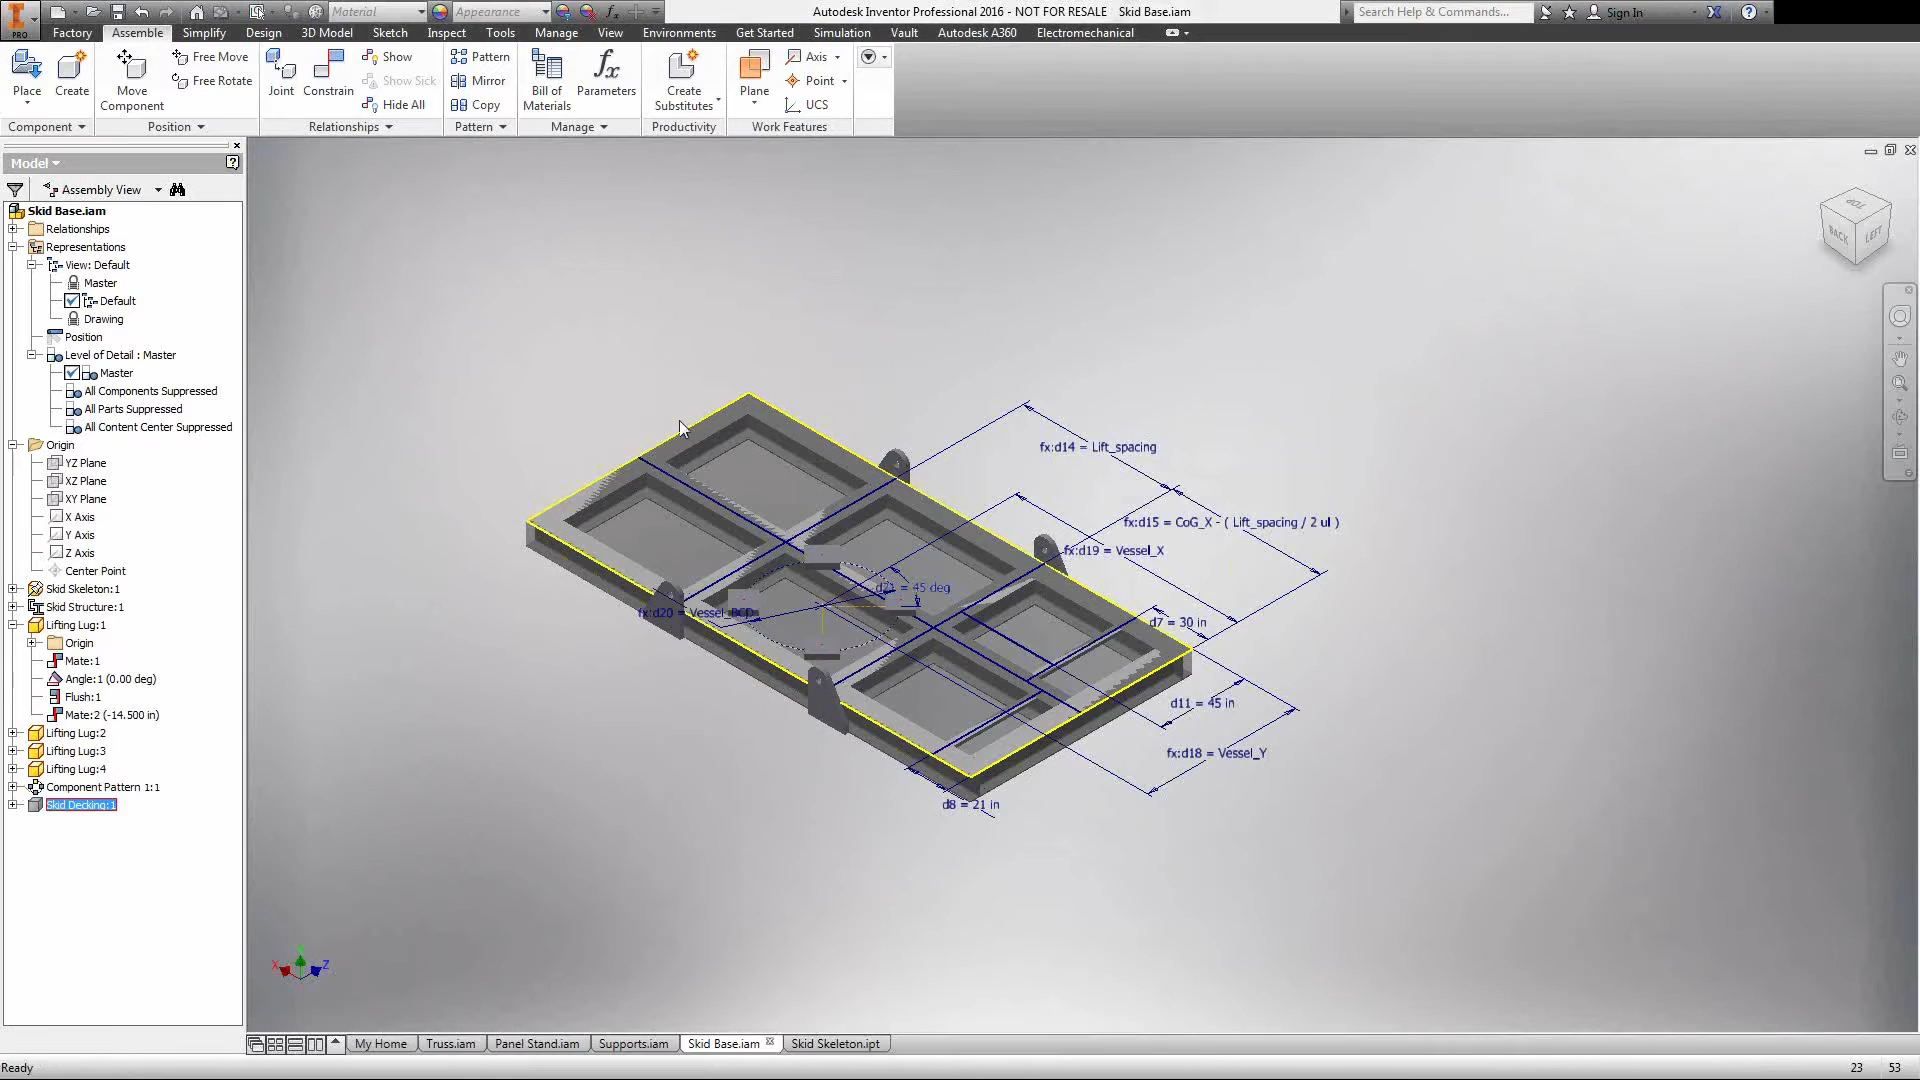 Material
Appearance
Autodesk Inventor Professional 2016 - NOT FOR RESALE Skid Base.iam
Search Help & Commands...
Sign In
PRO
Factory
Assemble
Simplify
Design
3D Model
Sketch
Inspect
Tools
Manage
View
Environments
Get Started
Simulation
Vault
Autodesk A360
Electromechanical
Place
Create
Move Component
Free Move
Free Rotate
Joint
Constrain
Show
Show Sick
Hide All
Pattern
Mirror
Copy
Bill of Materials
Parameters
Create Substitutes
Plane
Axis
Point
UCS
Component
Position
Relationships
Pattern
Manage
Productivity
Work Features
Model
Assembly View
Skid Base.iam
Relationships
Representations
View: Default
Master
Default
Drawing
Position
Level of Detail : Master
Master
All Components Suppressed
All Parts Suppressed
All Content Center Suppressed
Origin
YZ Plane
XZ Plane
XY Plane
X Axis
Y Axis
Z Axis
Center Point
Skid Skeleton:1
Skid Structure:1
Lifting Lug:1
Origin
Mate:1
Angle:1 (0.00 deg)
Flush:1
Mate:2 (-14.500 in)
Lifting Lug:2
Lifting Lug:3
Lifting Lug:4
Component Pattern 1:1
Skid Decking:1
TOP
BACK
LEFT
fx:d14 = Lift_spacing
fx:d15 = CoG_X - ( Lift_spacing / 2 ul )
fx:d19 = Vessel_X
d21 = 45 deg
fx:d20 = Vessel_BCD
d7 = 30 in
d11 = 45 in
fx:d18 = Vessel_Y
d8 = 21 in
X
Z
My Home
Truss.iam
Panel Stand.iam
Supports.iam
Skid Base.iam
Skid Skeleton.ipt
Ready
23
53